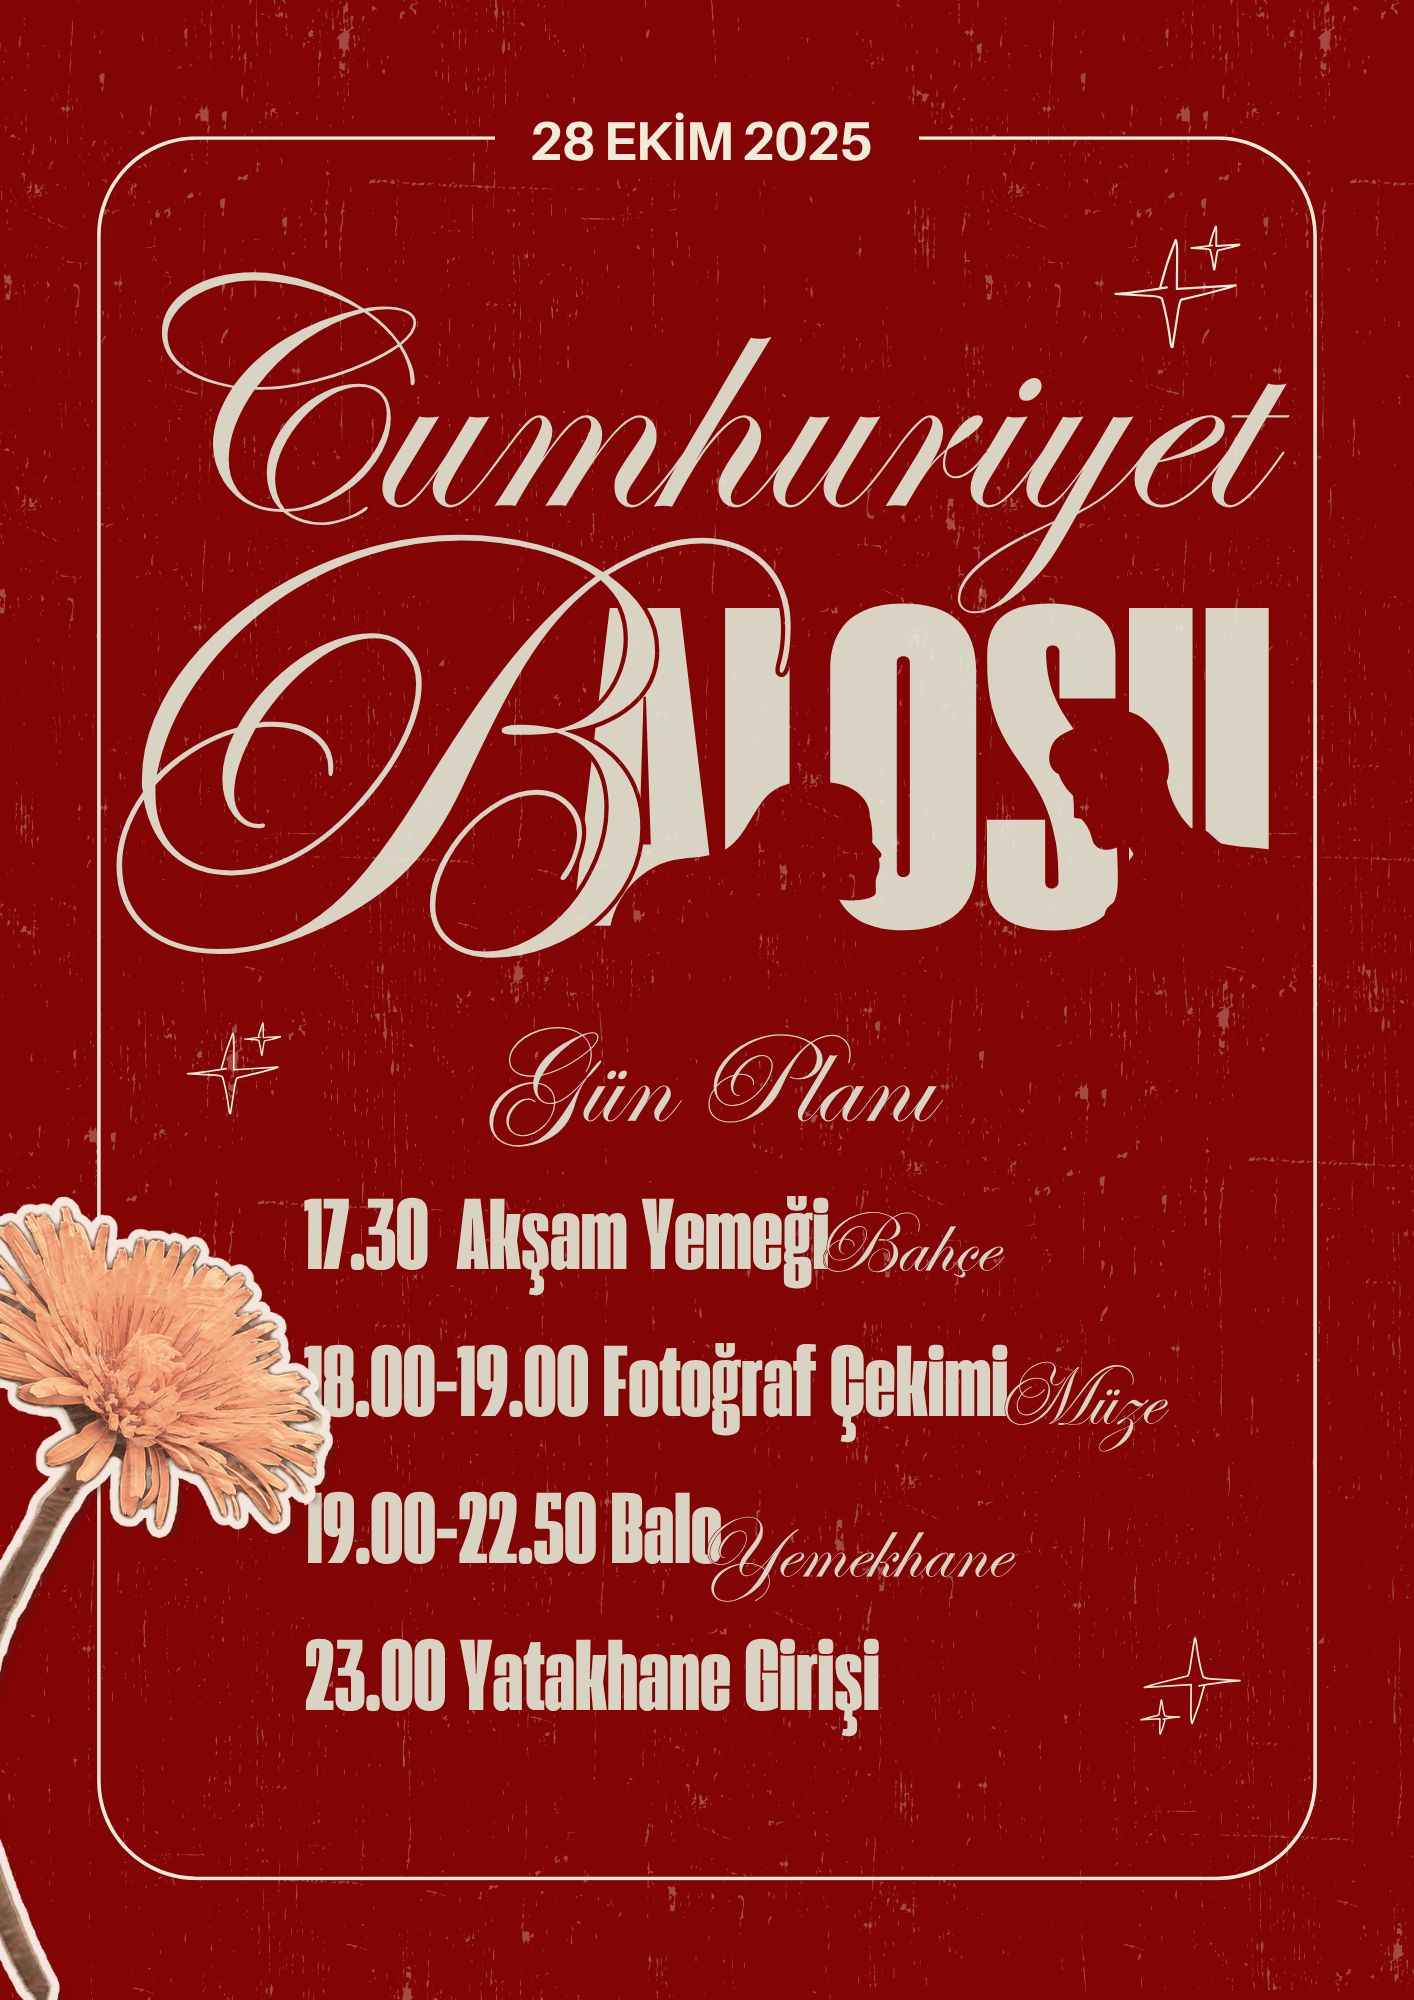 28 EKİM 2025
Cumhuriyet
BALOSU
Gün Planı
17.30 Akşam Yemeği Bahçe
18.00-19.00 Fotoğraf Çekimi Müze
19.00-22.50 Balo Yemekhane
23.00 Yatakhane Girişi